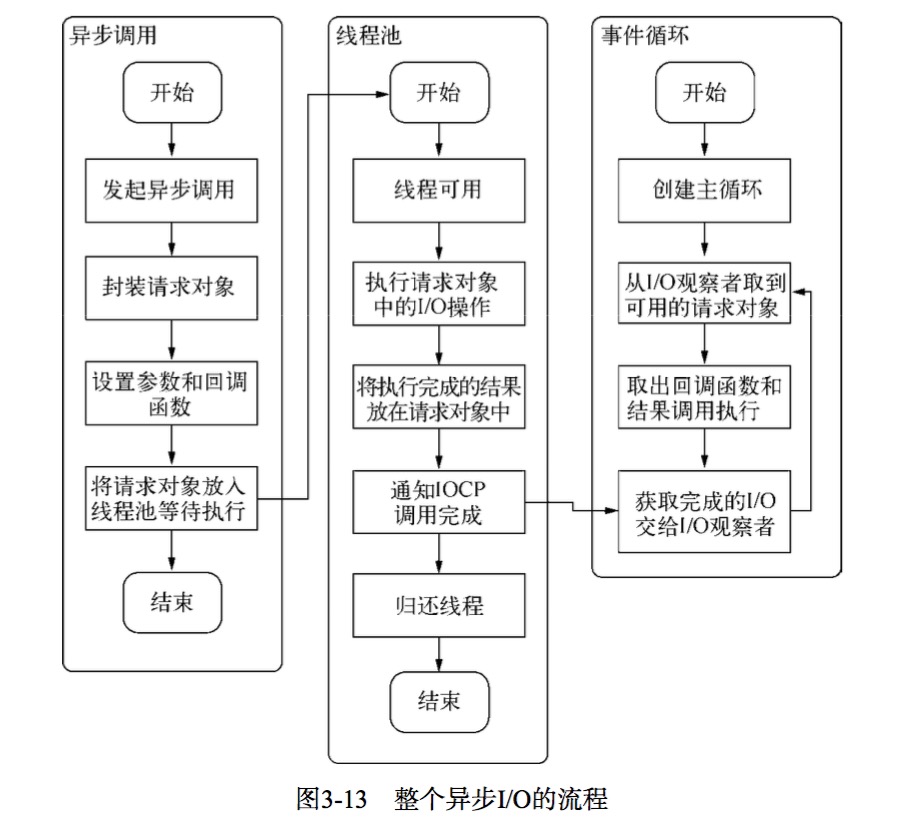 异步调用
开始
发起异步调用
封装请求对象
设置参数和回调
函数
将请求对象放入
线程池等待执行
结束
线程池
开始
线程可用
执行请求对象
中的I/O操作
将执行完成的结果
放在请求对象中
通知IOCP
调用完成
归还线程
结束
事件循环
开始
创建主循环
从I/O观察者取到
可用的请求对象
取出回调函数和
结果调用执行
获取完成的I/O
交给I/O观察者
图3-13 整个异步I/O的流程